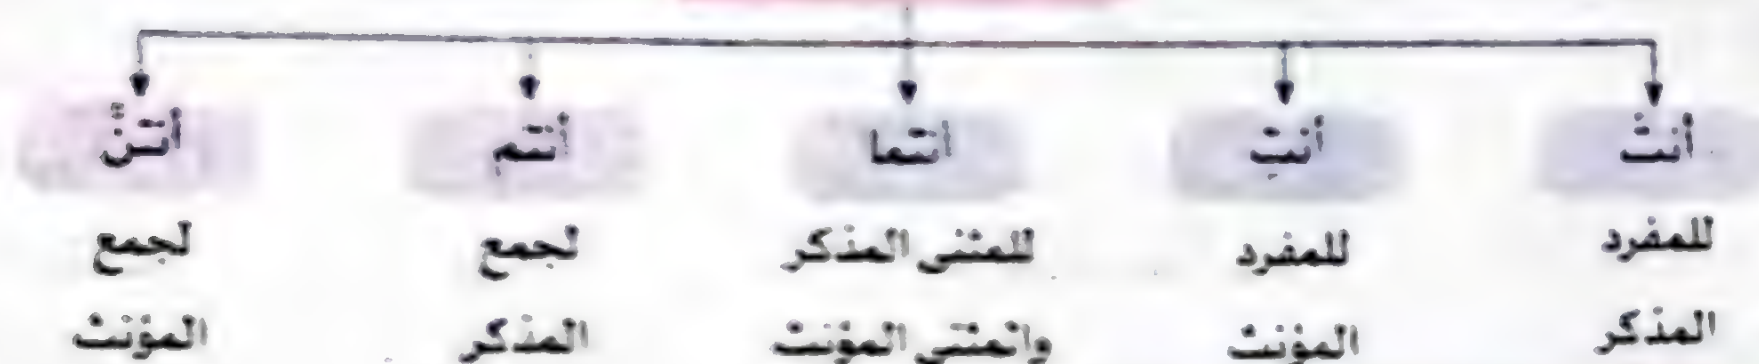 أنتَ أنتِ أنتما أنتم أنتنَّ
للمفرد للمفرد للمثنى المذكر لجمع لجمع
المذكر المؤنث والمثنى المؤنث المذكر المؤنث